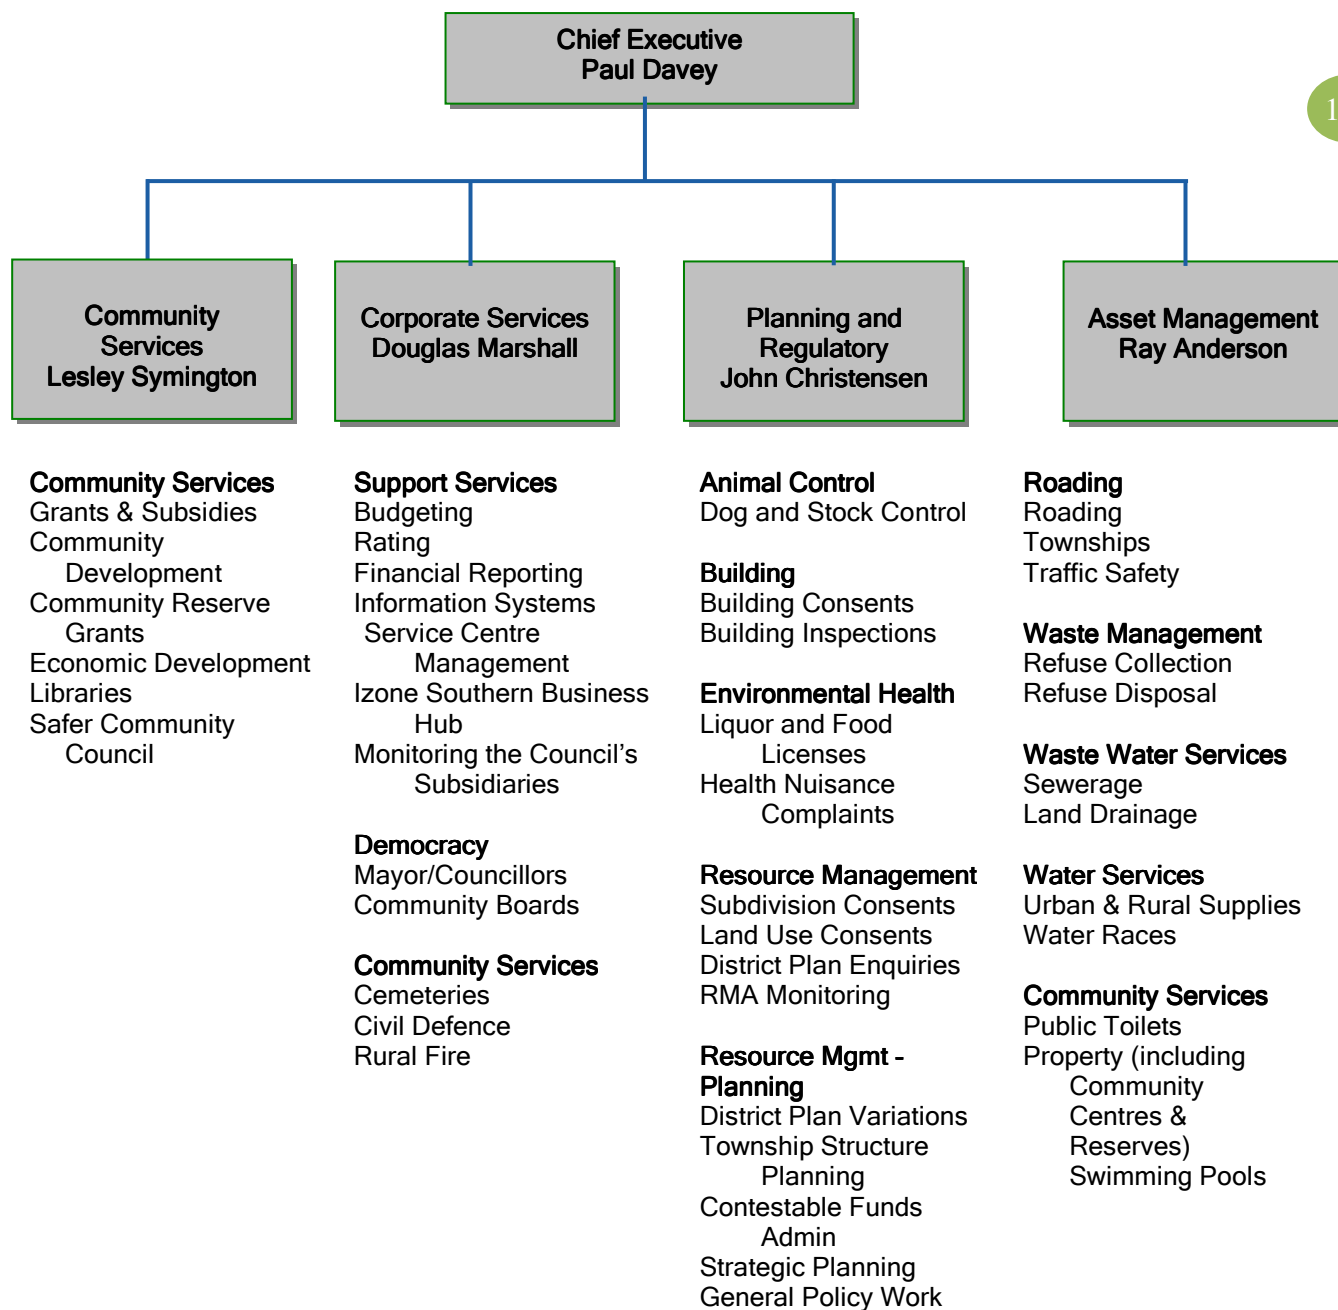 Chief Executive
Paul Davey
1
Community
Services
Lesley Symington
Corporate Services
Douglas Marshall
Planning and
Regulatory
John Christensen
Asset Management
Ray Anderson
Community Services
Grants & Subsidies
Community
Development
Community Reserve
Grants
Economic Development
Libraries
Safer Community
Council
Support Services
Budgeting
Rating
Financial Reporting
Information Systems
Service Centre
Management
Izone Southern Business
Hub
Monitoring the Council's
Subsidiaries
Democracy
Mayor/Councillors
Community Boards
Community Services
Cemeteries
Civil Defence
Rural Fire
Animal Control
Dog and Stock Control
Building
Building Consents
Building Inspections
Environmental Health
Liquor and Food
Licenses
Health Nuisance
Complaints
Resource Management
Subdivision Consents
Land Use Consents
District Plan Enquiries
RMA Monitoring
Resource Mgmt -
Planning
District Plan Variations
Township Structure
Planning
Contestable Funds
Admin
Strategic Planning
General Policy Work
Roading
Roading
Townships
Traffic Safety
Waste Management
Refuse Collection
Refuse Disposal
Waste Water Services
Sewerage
Land Drainage
Water Services
Urban & Rural Supplies
Water Races
Community Services
Public Toilets
Property (including
Community
Centres &
Reserves)
Swimming Pools